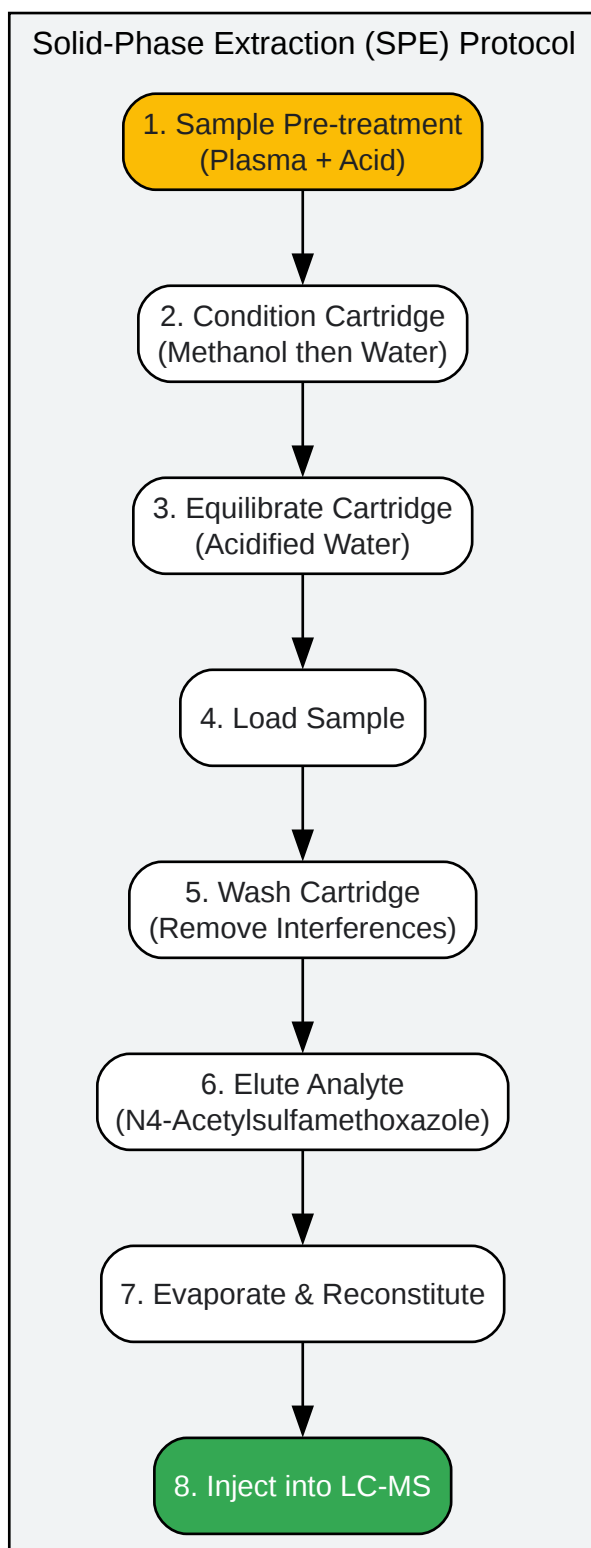 Solid-Phase Extraction (SPE) Protocol
1. Sample Pre-treatment
(Plasma + Acid)
2. Condition Cartridge
(Methanol then Water)
3. Equilibrate Cartridge
(Acidified Water)
4. Load Sample
5. Wash Cartridge
(Remove Interferences)
6. Elute Analyte
(N4-Acetylsulfamethoxazole)
7. Evaporate & Reconstitute
8. Inject into LC-MS